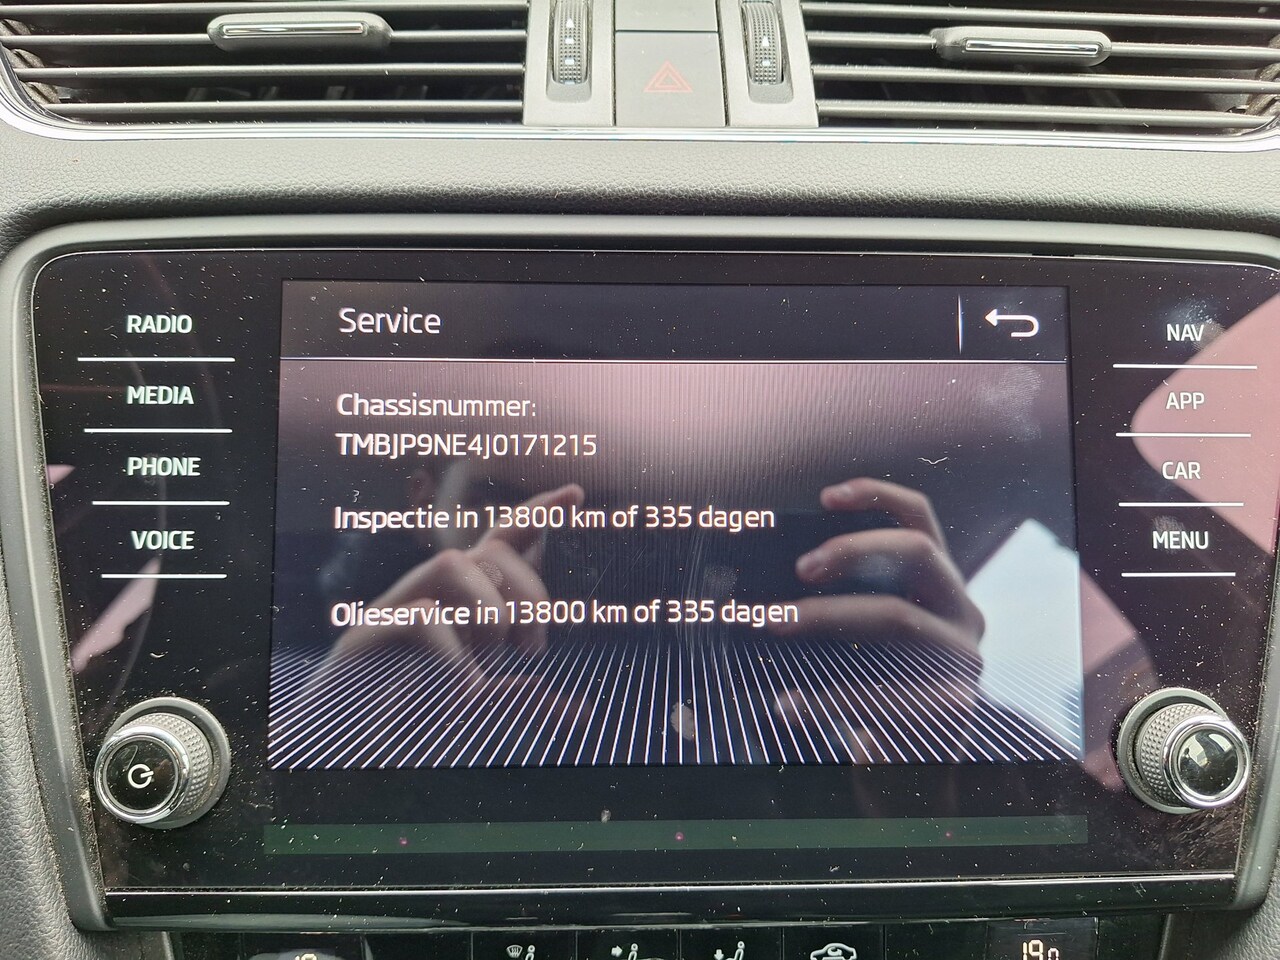 Service
RADIO
MEDIA
PHONE
VOICE
Chassisnummer:
TMBJP9NE4J0171215
Inspectie in 13800 km of 335 dagen
Olieservice in 13800 km of 335 dagen
NAV
APP
CAR
MENU